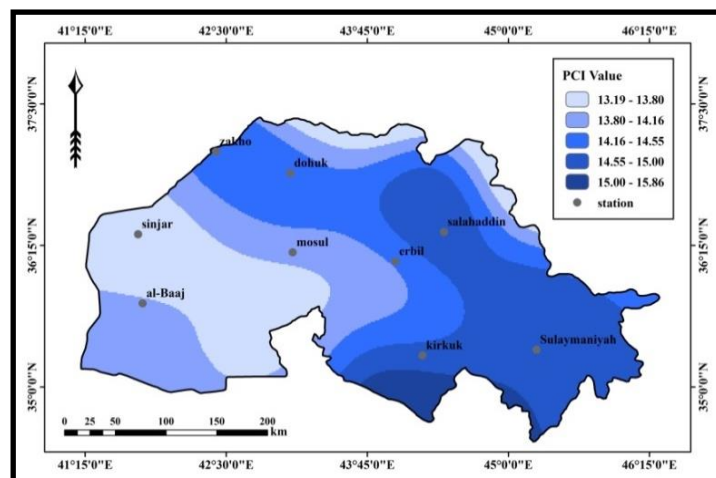 41°15'0"E 42°30'0"E 43°45'0"E 45°0'0"E 46°15'0"E
37°30'0"N
37°30'0"N
PCI Value
13.19 - 13.80
13.80 - 14.16
14.16 - 14.55
14.55 - 15.00
15.00 - 15.86
station
zakho
dohuk
sinjar
salahaddin
mosul
erbil
36°15'0"N
36°15'0"N
al-Baaj
kirkuk
Sulaymaniyah
35°0'0"N
35°0'0"N
0 25 50 100 150 200
km
41°15'0"E 42°30'0"E 43°45'0"E 45°0'0"E 46°15'0"E